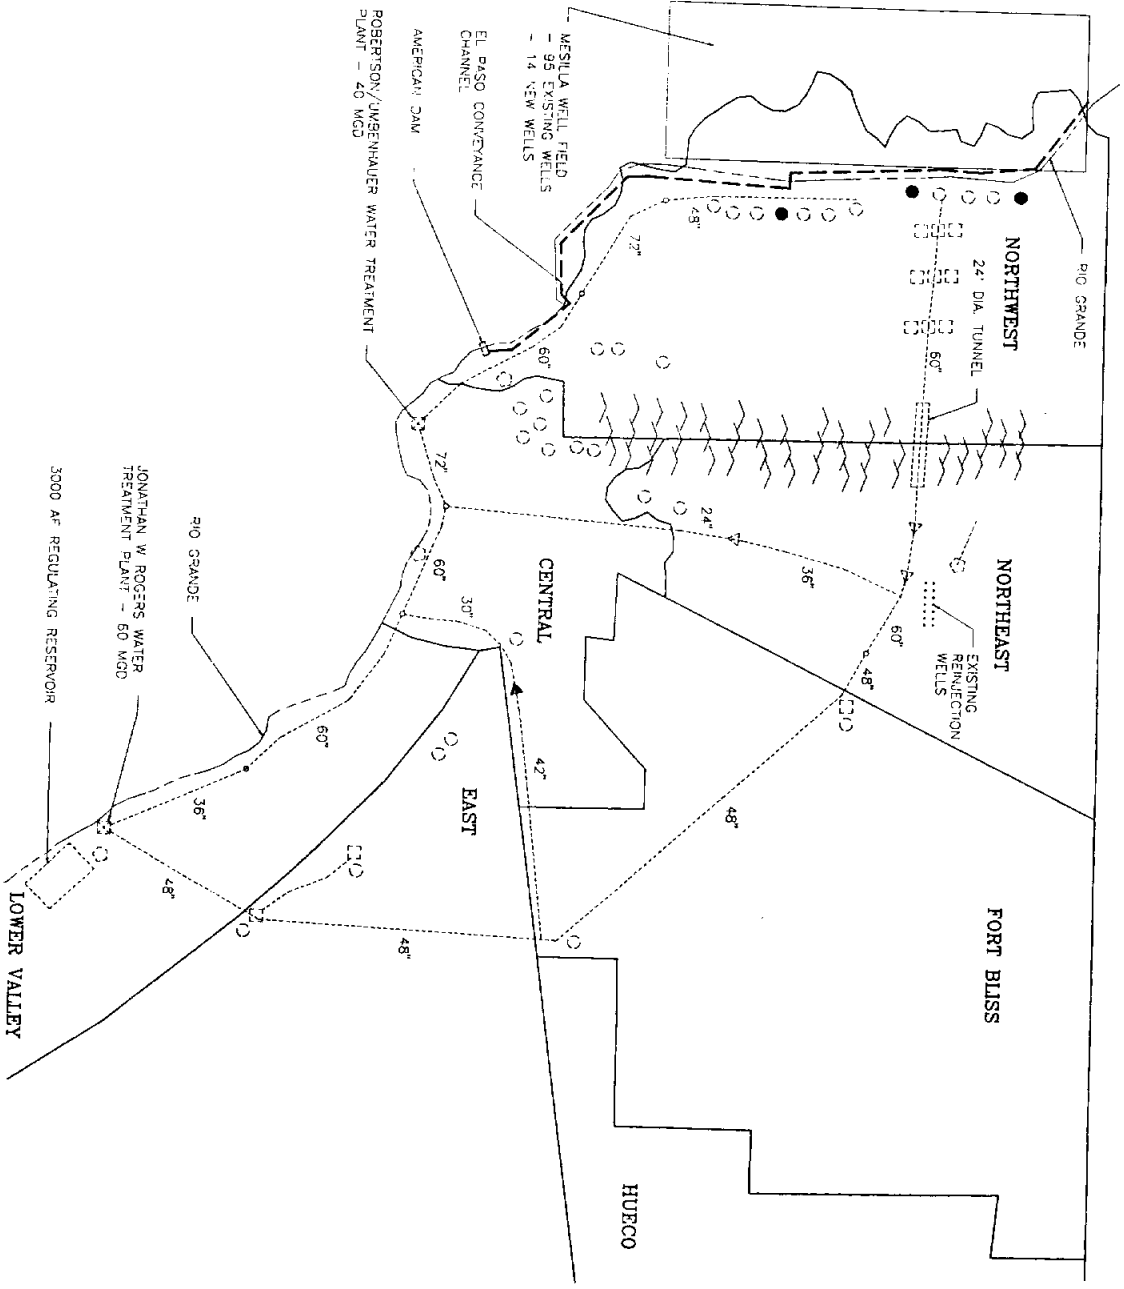 RIO GRANDE
NORTHWEST
24' DIA. TUNNEL
60"
NORTHEAST
EXISTING
REINJECTION
WELLS
FORT BLISS
48"
72"
60"
24"
36"
60"
48"
48"
MESILLA WELL FIELD
- 95 EXISTING WELLS
- 14 NEW WELLS
EL PASO CONVEYANCE
CHANNEL
AMERICAN DAM
ROBERTSON/UMBENHAUER WATER TREATMENT
PLANT - 40 MGD
72"
60"
30"
CENTRAL
42"
EAST
HUECO
RIO GRANDE
60"
36"
48"
48"
JONATHAN W. ROGERS WATER
TREATMENT PLANT - 60 MGD
3000 AF REGULATING RESERVOIR
LOWER VALLEY